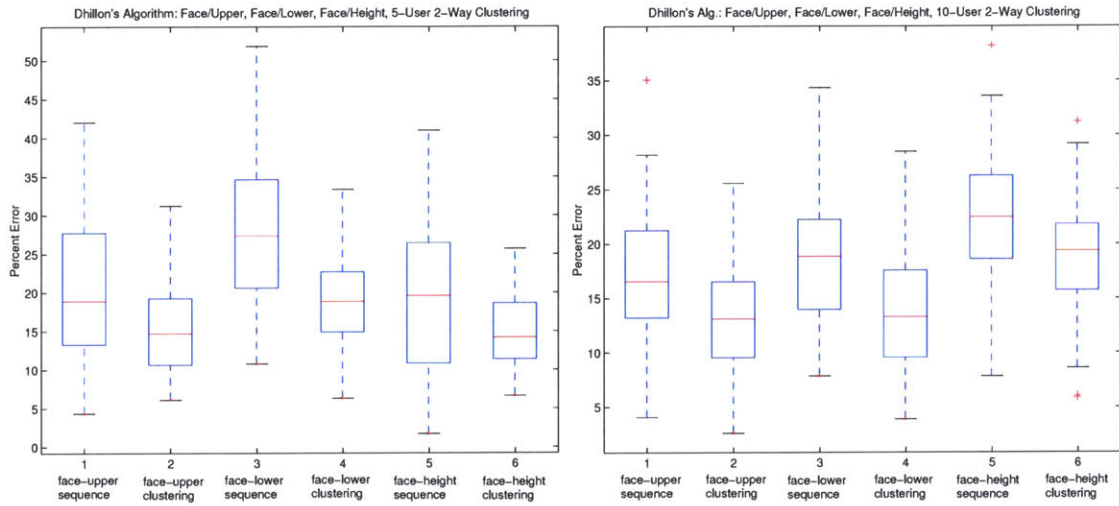 Dhillon's Algorithm: Face/Upper, Face/Lower, Face/Height, 5-User 2-Way Clustering
Percent Error
50
45
40
35
30
25
20
15
10
5
0
1 2 3 4 5 6
face-upper face-upper face-lower face-lower face-height face-height
sequence clustering sequence clustering sequence clustering
Dhillon's Alg.: Face/Upper, Face/Lower, Face/Height, 10-User 2-Way Clustering
Percent Error
35
30
25
20
15
10
5
1 2 3 4 5 6
face-upper face-upper face-lower face-lower face-height face-height
sequence clustering sequence clustering sequence clustering